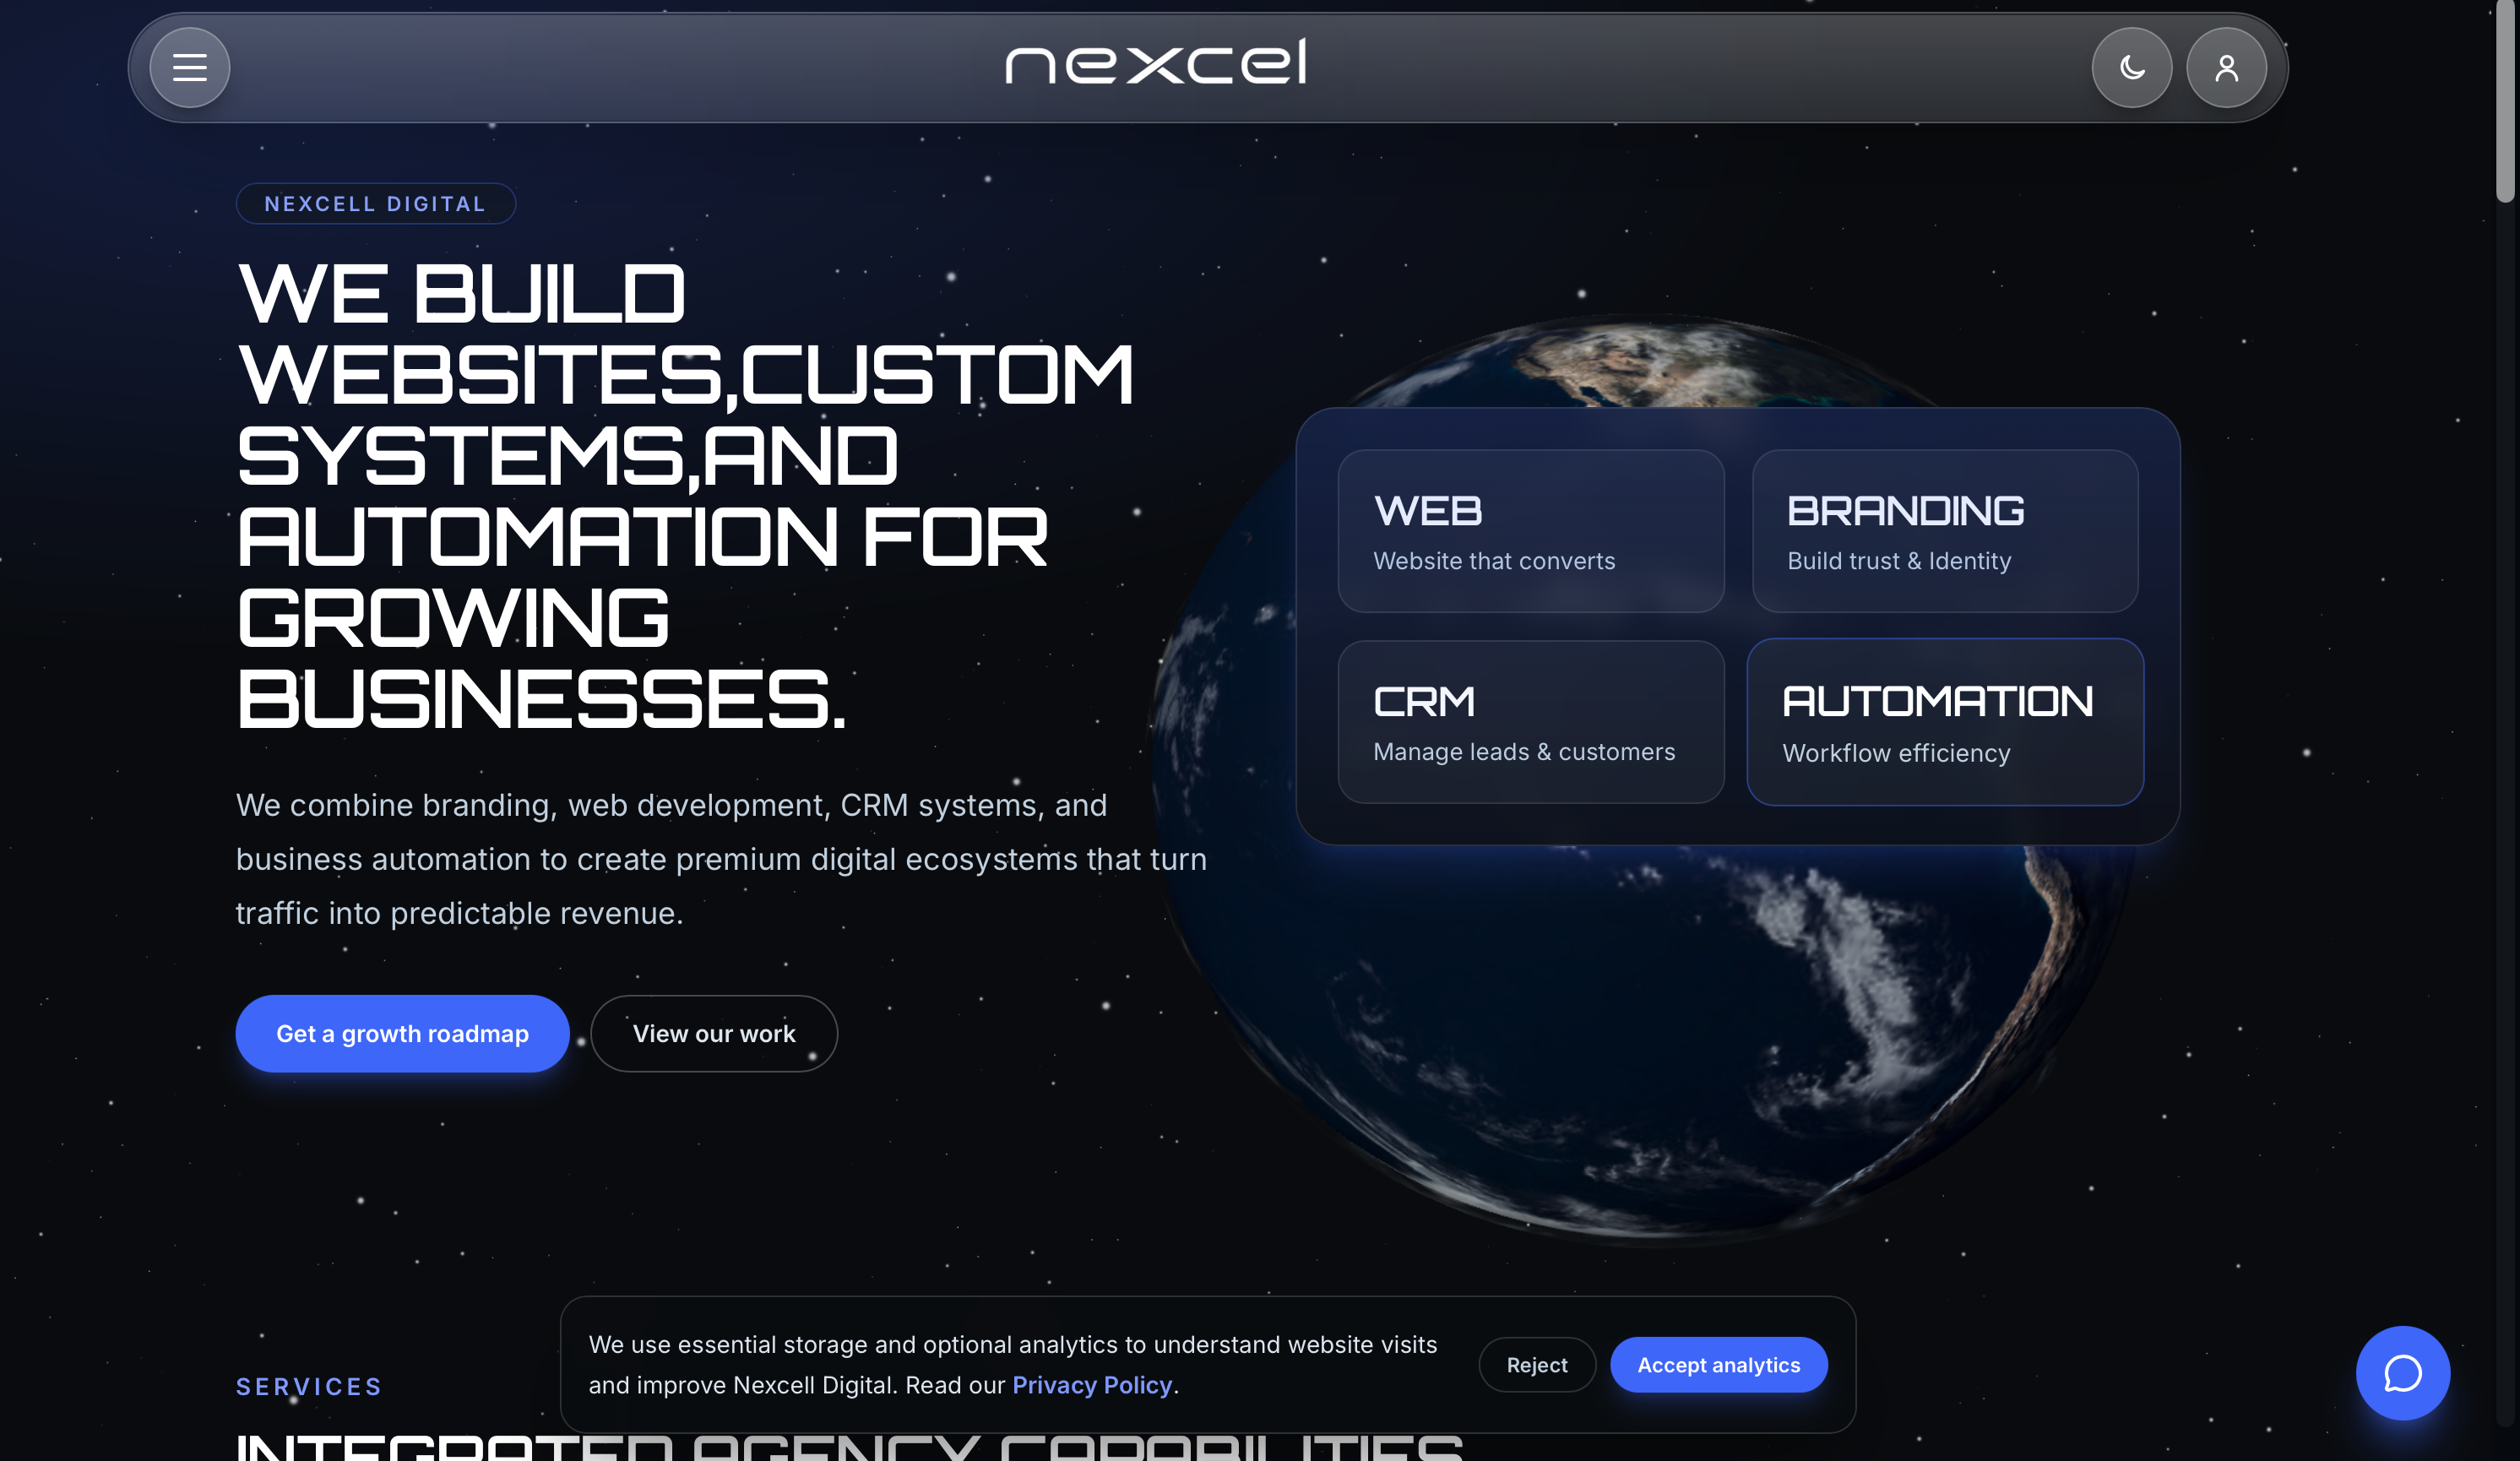 nexcel
NEXCELL DIGITAL
WE BUILD
WEBSITES,CUSTOM
SYSTEMS,AND
AUTOMATION FOR
GROWING
BUSINESSES.
We combine branding, web development, CRM systems, and
business automation to create premium digital ecosystems that turn
traffic into predictable revenue.
Get a growth roadmap
View our work
WEB
Website that converts
BRANDING
Build trust & Identity
CRM
Manage leads & customers
AUTOMATION
Workflow efficiency
We use essential storage and optional analytics to understand website visits
and improve Nexcell Digital. Read our Privacy Policy.
Reject
Accept analytics
SERVICES
INTEGRATED AGENCY CAPABILITIES